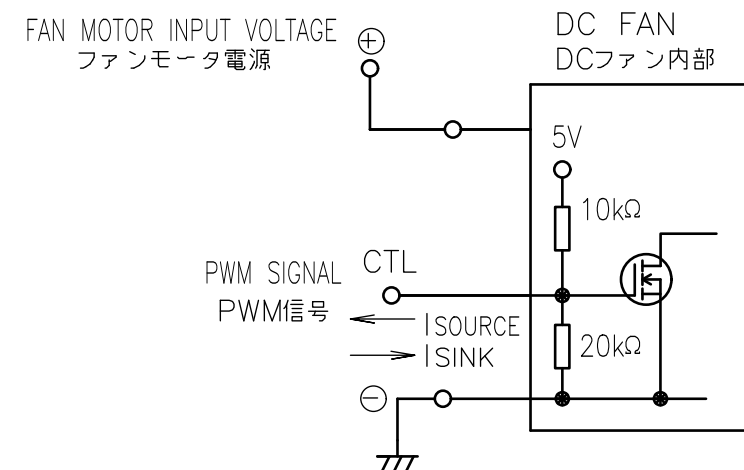 FAN MOTOR INPUT VOLTAGE
ファンモータ電源
+
DC FAN
DCファン内部
5V
10kΩ
PWM SIGNAL
PWM信号
CTL
ISOURCE
ISINK
20kΩ
−